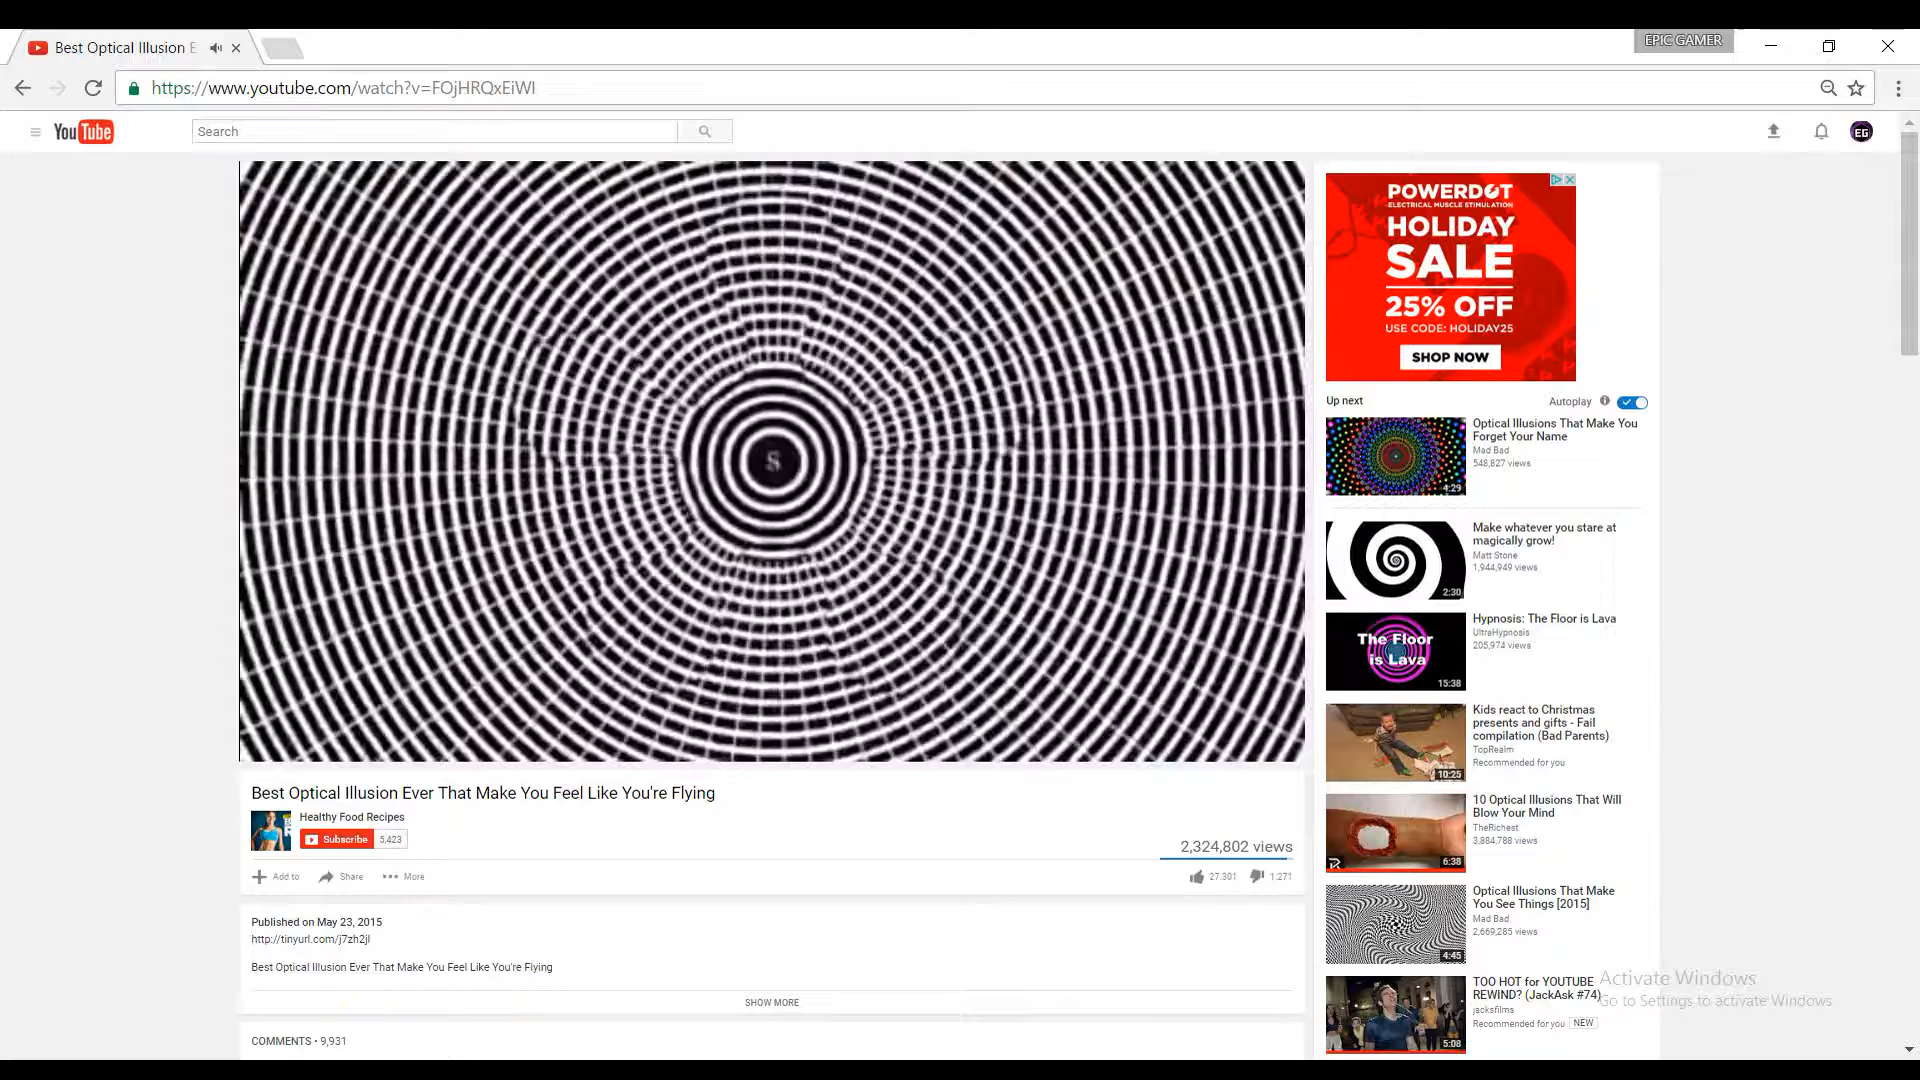 Best Optical Illusion E
EPIC GAMER
https://www.youtube.com/watch?v=FOjHRQxEiWI
YouTube
Search
EG
S
POWERDOT
ELECTRICAL MUSCLE STIMULATION
HOLIDAY
SALE
25% OFF
USE CODE: HOLIDAY25
SHOP NOW
Up next
Autoplay
Optical Illusions That Make You
Forget Your Name
Mad Bad
548,827 views
4:29
Make whatever you stare at
magically grow!
Matt Stone
1,944,949 views
2:30
The Floor
is Lava
15:38
Hypnosis: The Floor is Lava
UltraHypnosis
205,974 views
Kids react to Christmas
presents and gifts - Fail
compilation (Bad Parents)
TopRealm
Recommended for you
10:25
10 Optical Illusions That Will
Blow Your Mind
TheRichest
3,884,788 views
6:38
Optical Illusions That Make
You See Things [2015]
Mad Bad
2,669,285 views
4:45
TOO HOT for YOUTUBE
REWIND? (JackAsk #74)
jacksfilms
Recommended for you NEW
5:08
Best Optical Illusion Ever That Make You Feel Like You're Flying
Healthy Food Recipes
Subscribe 5,423
2,324,802 views
Add to Share More
27,301 1,271
Published on May 23, 2015
http://tinyurl.com/j7zh2jl
Best Optical Illusion Ever That Make You Feel Like You're Flying
SHOW MORE
COMMENTS • 9,931
Activate Windows
Go to Settings to activate Windows